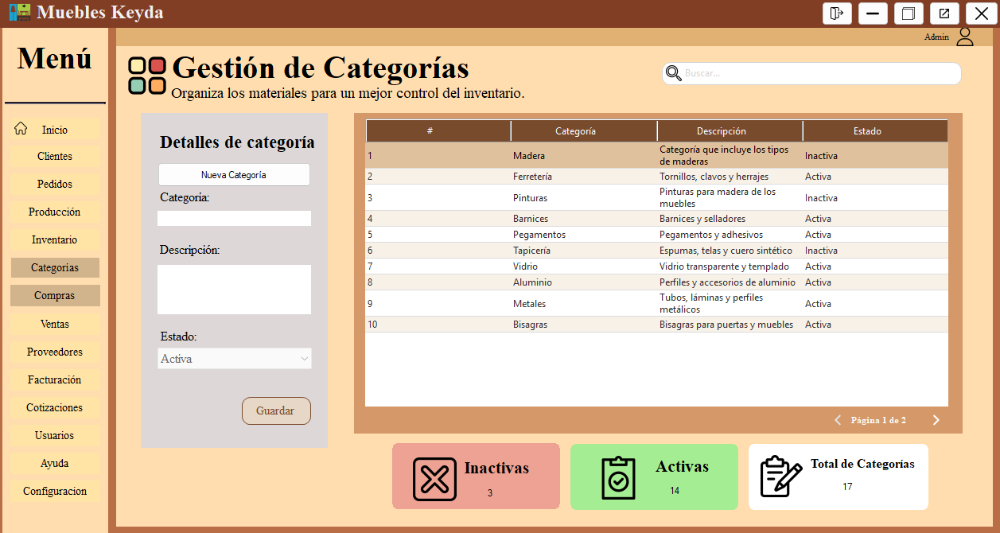 Muebles Keyda
Admin
Menú
Inicio
Clientes
Pedidos
Producción
Inventario
Categorias
Compras
Ventas
Proveedores
Facturación
Cotizaciones
Usuarios
Ayuda
Configuracion
Gestión de Categorías
Organiza los materiales para un mejor control del inventario.
Buscar...
Detalles de categoría
Nueva Categoría
Categoria:
Descripción:
Estado:
Activa
Guardar
# Categoría Descripción Estado
1 Madera Categoría que incluye los tipos de maderas Inactiva
2 Ferretería Tornillos, clavos y herrajes Activa
3 Pinturas Pinturas para madera de los muebles Inactiva
4 Barnices Barnices y selladores Activa
5 Pegamentos Pegamentos y adhesivos Activa
6 Tapicería Espumas, telas y cuero sintético Inactiva
7 Vidrio Vidrio transparente y templado Activa
8 Aluminio Perfiles y accesorios de aluminio Activa
9 Metales Tubos, láminas y perfiles metálicos Activa
10 Bisagras Bisagras para puertas y muebles Activa
Página 1 de 2
Inactivas
3
Activas
14
Total de Categorías
17